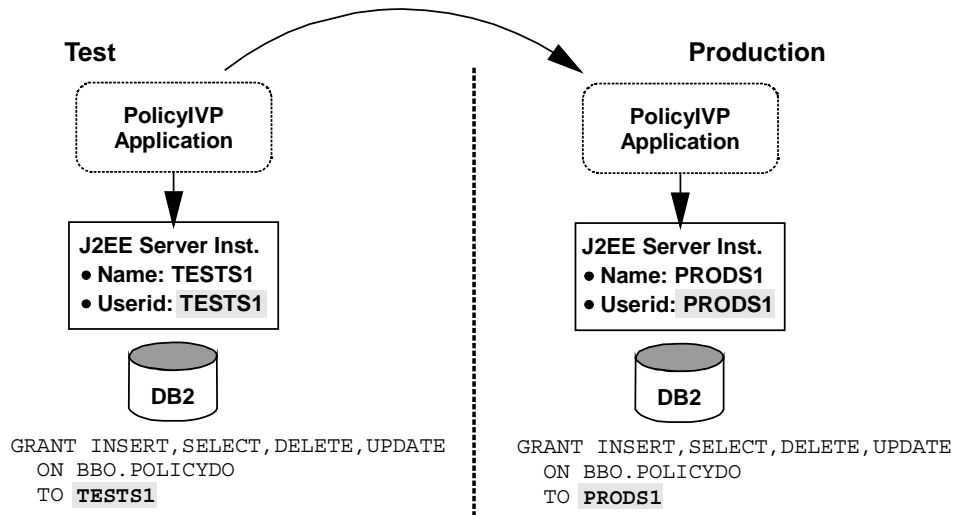 Test
PolicyIVP
Application
J2EE Server Inst.
● Name: TESTS1
● Userid: TESTS1
DB2
GRANT INSERT,SELECT,DELETE,UPDATE
ON BBO.POLICYDO
TO TESTS1
Production
PolicyIVP
Application
J2EE Server Inst.
● Name: PRODS1
● Userid: PRODS1
DB2
GRANT INSERT,SELECT,DELETE,UPDATE
ON BBO.POLICYDO
TO PRODS1